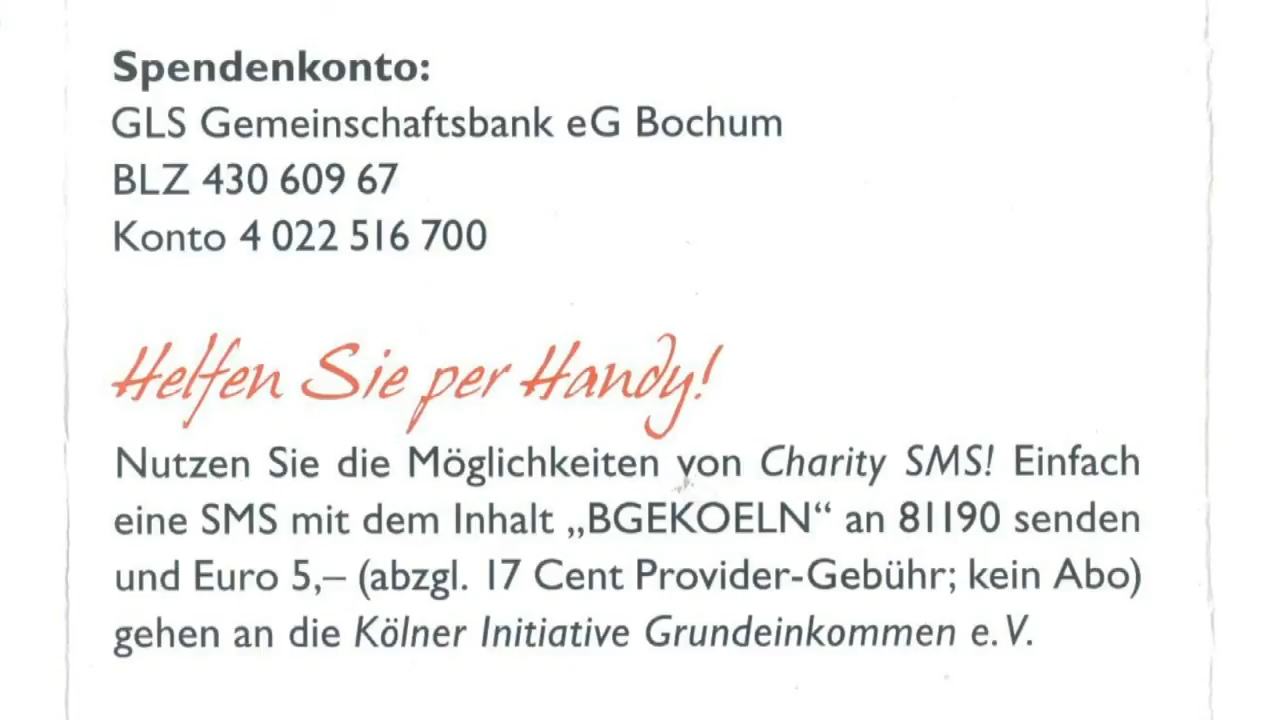 Spendenkonto:
GLS Gemeinschaftsbank eG Bochum
BLZ 430 609 67
Konto 4 022 516 700
Helfen Sie per Handy!
Nutzen Sie die Möglichkeiten von Charity SMS! Einfach
eine SMS mit dem Inhalt „BGEKOELN“ an 81190 senden
und Euro 5,– (abzgl. 17 Cent Provider-Gebühr; kein Abo)
gehen an die Kölner Initiative Grundeinkommen e. V.